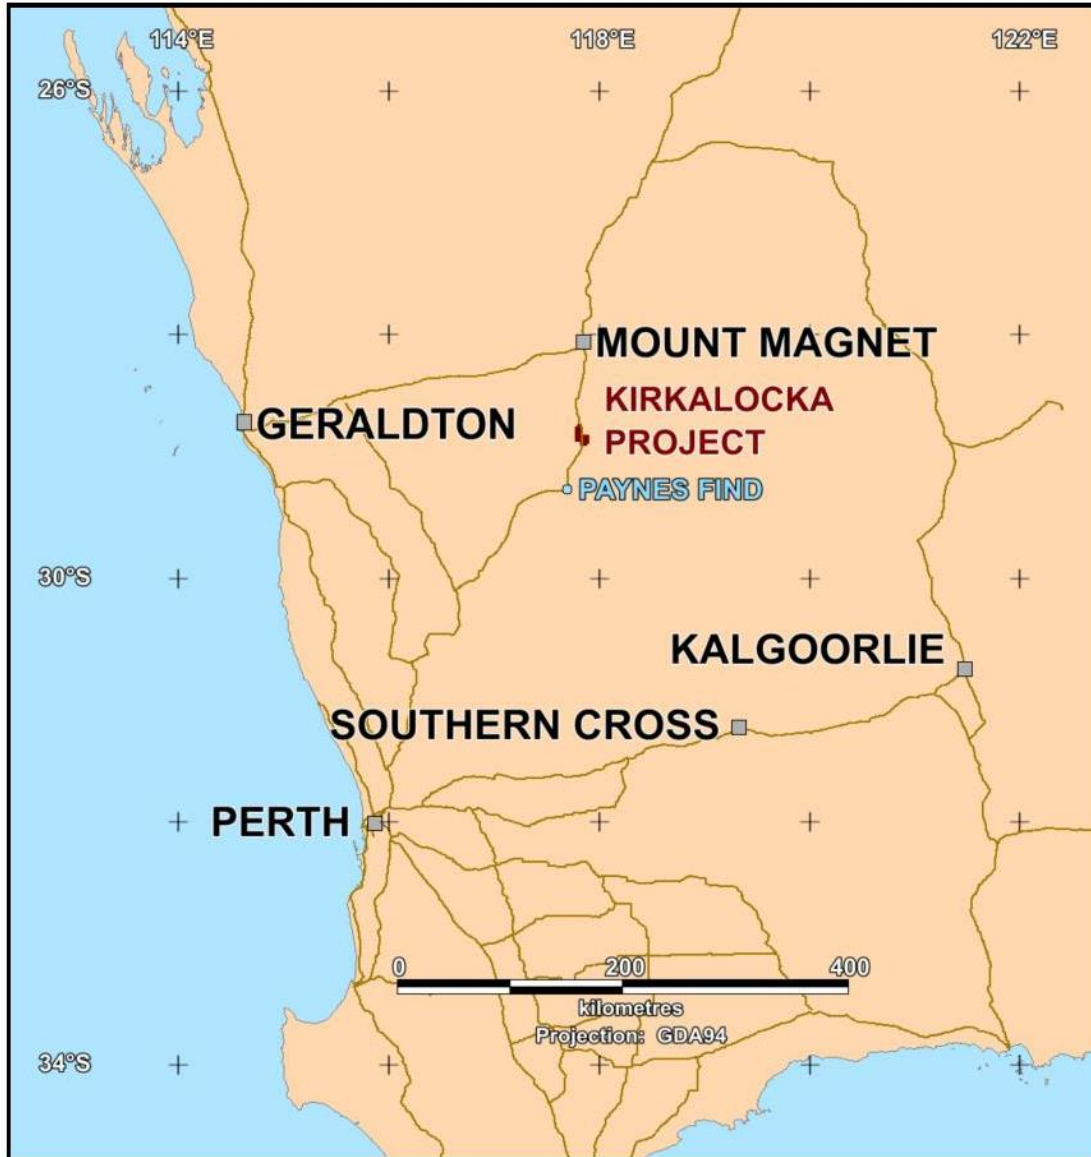 114°E
118°E
122°E
26°S
MOUNT MAGNET
KIRKALOCKA
PROJECT
GERALDTON
PAYNES FIND
30°S
KALGOORLIE
SOUTHERN CROSS
PERTH
0
200
400
kilometres
Projection: GDA94
34°S